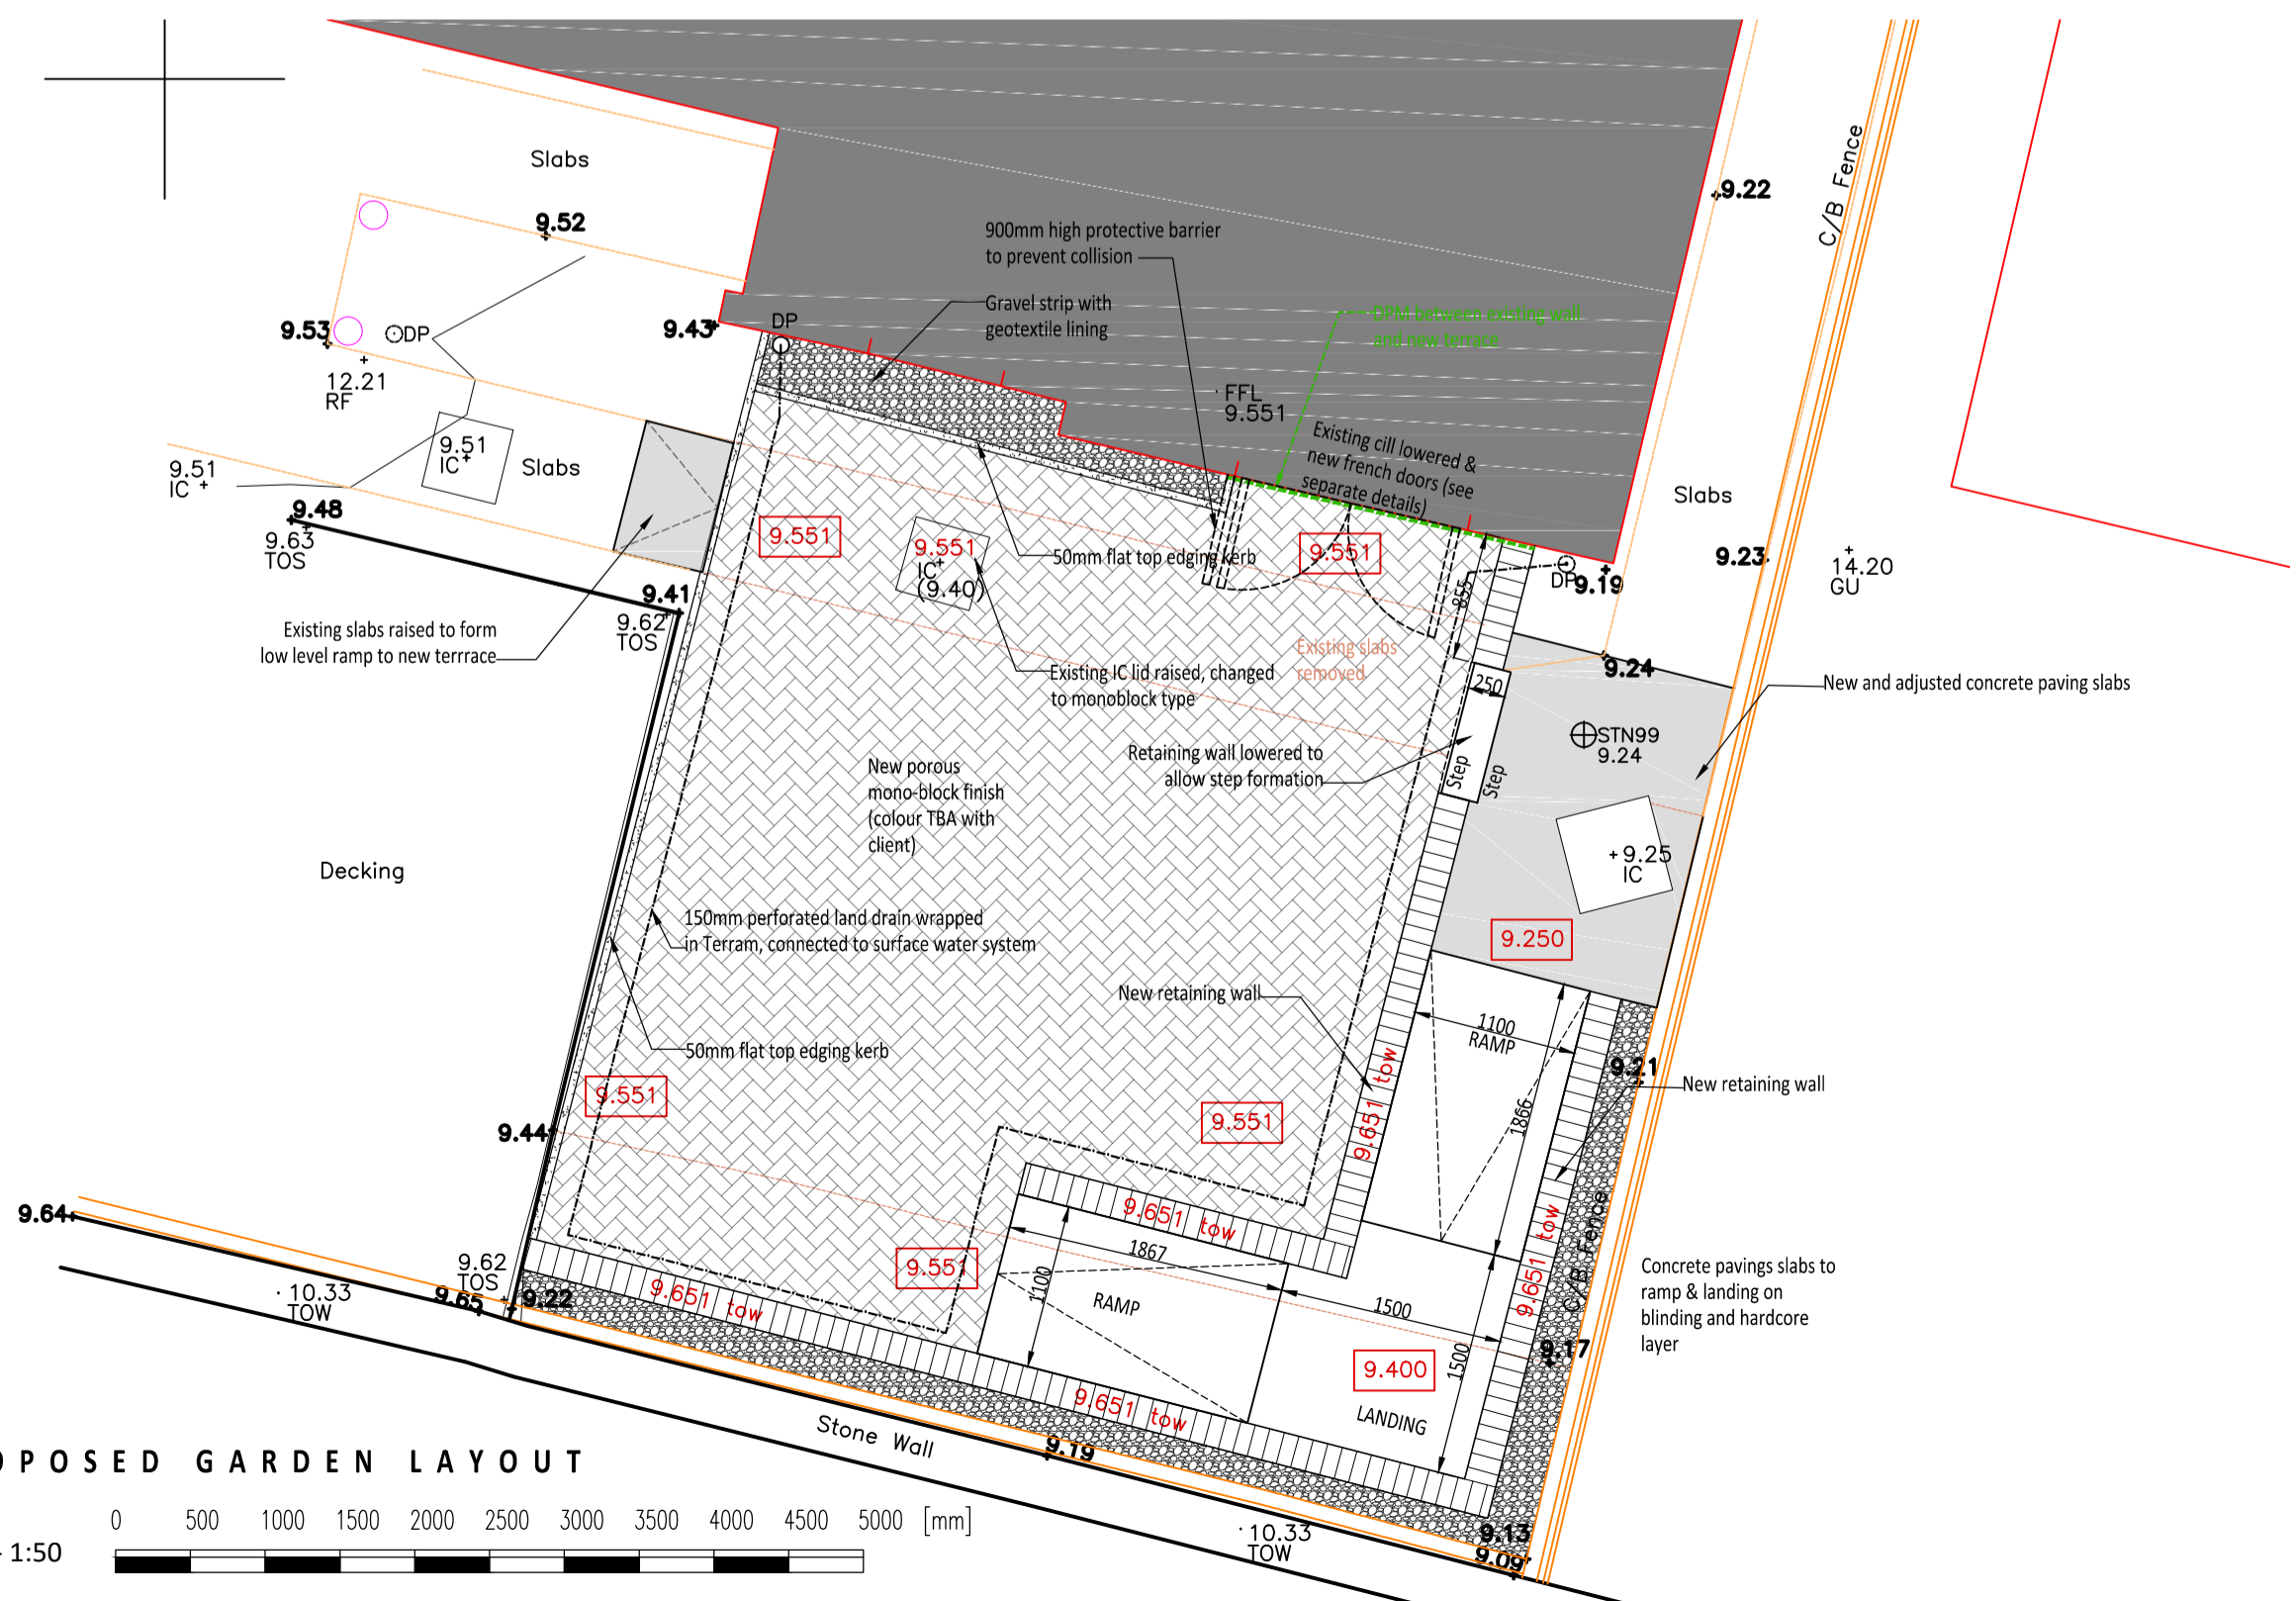 Slabs
9.52
9.22
C/B Fence
900mm high protective barrier
to prevent collision
Gravel strip with
geotextile lining
DPM between existing wall
and new terrace
9.53
DP
9.43
DP
12.21
RF
FFL
9.551
Existing cill lowered &
new french doors (see
separate details)
9.51
IC
Slabs
9.51
IC
Slabs
9.48
9.63
TOS
9.551
9.551
IC
(9.40)
50mm flat top edging kerb
9.551
9.23
14.20
GU
DP
9.19
855
9.41
9.62
TOS
Existing slabs raised to form
low level ramp to new terrrace
Existing slabs
removed
Existing IC lid raised, changed
to monoblock type
250
9.24
New and adjusted concrete paving slabs
STN99
9.24
Retaining wall lowered to
allow step formation
Step
Step
New porous
mono-block finish
(colour TBA with
client)
9.25
IC
Decking
150mm perforated land drain wrapped
in Terram, connected to surface water system
9.250
New retaining wall
1100
RAMP
50mm flat top edging kerb
9.21
New retaining wall
9.651 tow
1866
9.551
9.551
9.44
9.64
9.651 tow
9.651 tow
C/B Fence
1867
9.551
1100
RAMP
1500
9.62
TOS
9.651 tow
10.33
TOW
9.65
9.22
Concrete pavings slabs to
ramp & landing on
blinding and hardcore
layer
9.17
9.400
1500
LANDING
9.651 tow
Stone Wall
9.19
OPOSED GARDEN LAYOUT
0 500 1000 1500 2000 2500 3000 3500 4000 4500 5000 [mm]
1:50
10.33
TOW
9.13
9.09